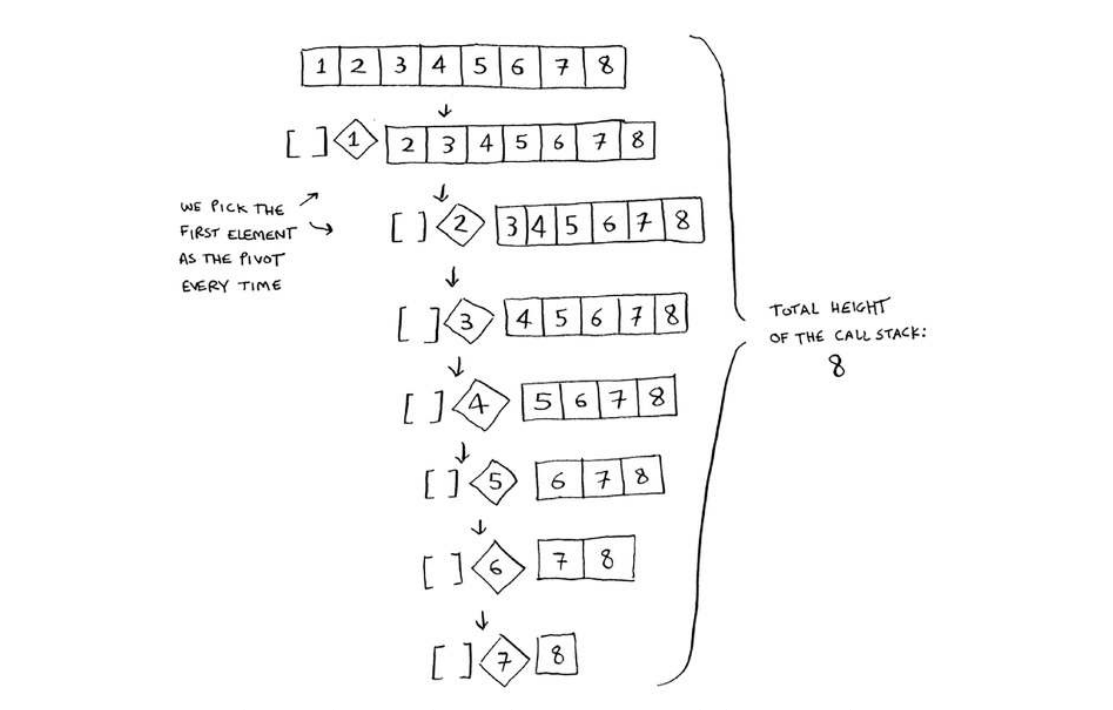 1 2 3 4 5 6 7 8
[ ] 1 2 3 4 5 6 7 8
WE PICK THE
FIRST ELEMENT
AS THE PIVOT
EVERY TIME
[ ] 2 3 4 5 6 7 8
[ ] 3 4 5 6 7 8
[ ] 4 5 6 7 8
[ ] 5 6 7 8
[ ] 6 7 8
[ ] 7 8
TOTAL HEIGHT
OF THE CALL STACK:
8